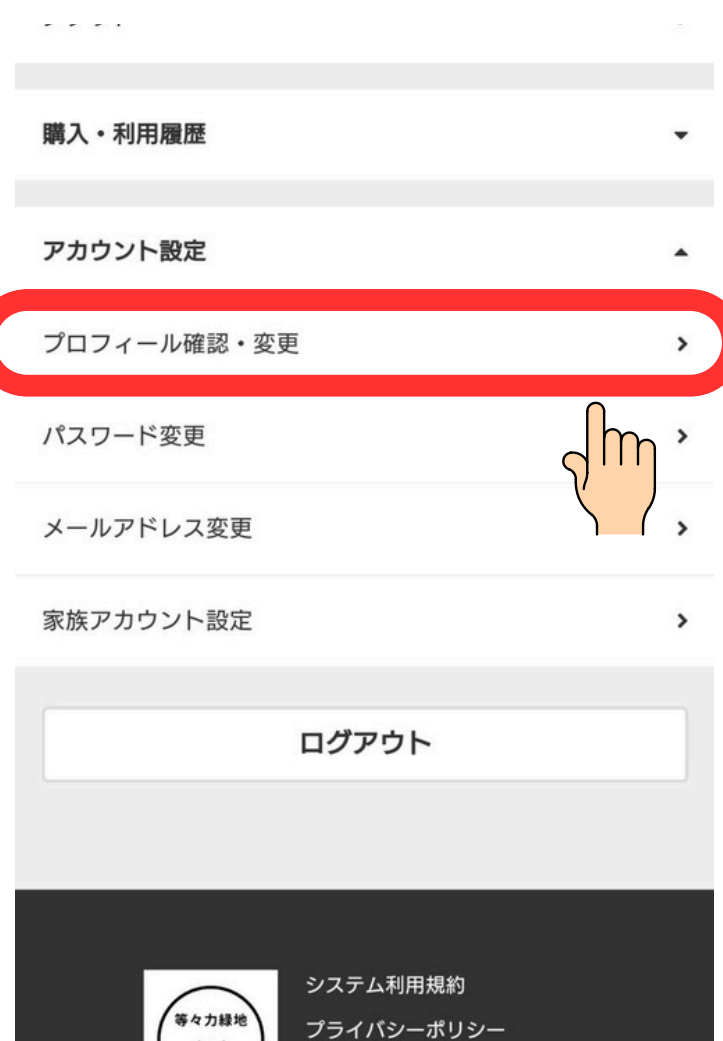 購入・利用履歴
アカウント設定
プロフィール確認・変更
パスワード変更
メールアドレス変更
家族アカウント設定
ログアウト
システム利用規約
等々力緑地
プライバシーポリシー